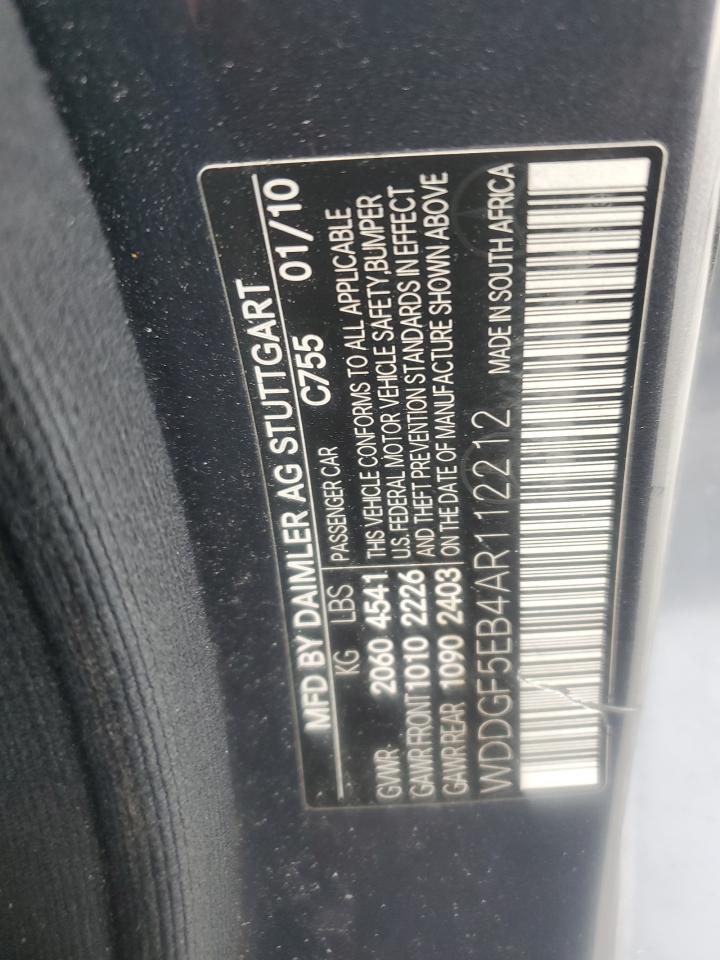 MFD BY DAIMLER AG STUTTGART
KG LBS C755 01/10
GVWR 2060 4541 PASSENGER CAR
GAWR FRONT 1010 2226
GAWR REAR 1090 2403
THIS VEHICLE CONFORMS TO ALL APPLICABLE
U.S. FEDERAL MOTOR VEHICLE SAFETY,BUMPER
AND THEFT PREVENTION STANDARDS IN EFFECT
ON THE DATE OF MANUFACTURE SHOWN ABOVE
WDDGF5EB4AR112212 MADE IN SOUTH AFRICA